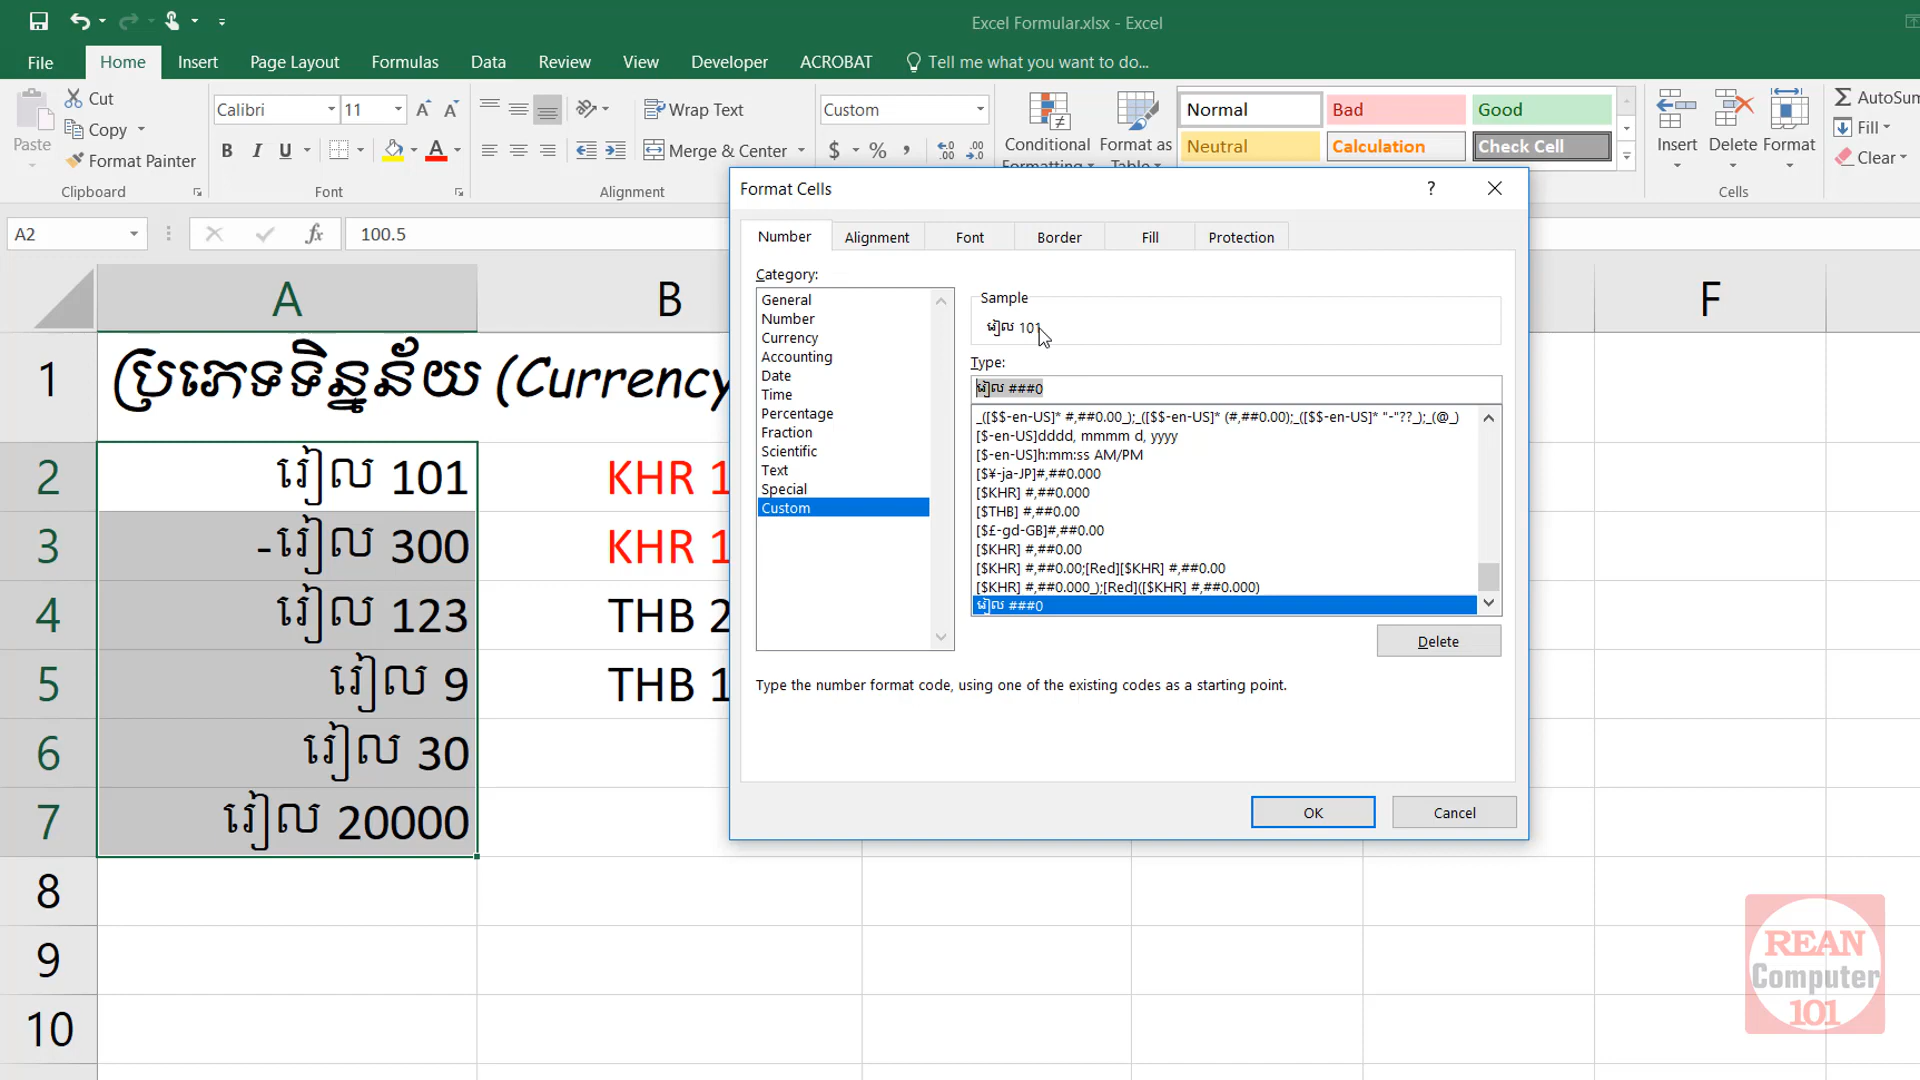 Excel Formular.xlsx - Excel
File Home Insert Page Layout Formulas Data Review View Developer ACROBAT Tell me what you want to do...
Cut
Copy
Format Painter
Paste
Clipboard
Calibri 11
B I U
Font
Wrap Text
Merge & Center
Alignment
Custom
$ % ,
Conditional
Format as
Normal Bad Good
Neutral Calculation Check Cell
Insert Delete Format
Cells
AutoSum
Fill
Clear
A2 fx 100.5
A B F
1 ប្រភេទទិន្នន័យ (Currency
2 រៀល 101 KHR 1
3 -រៀល 300 KHR 1
4 រៀល 123 THB 2
5 រៀល 9 THB 1
6 រៀល 30
7 រៀល 20000
8
9
10
Format Cells ?
Number Alignment Font Border Fill Protection
Category:
General
Number
Currency
Accounting
Date
Time
Percentage
Fraction
Scientific
Text
Special
Custom
Sample
រៀល 101
Type:
រៀល ###0
_([$$-en-US]* #,##0.00_);_([$$-en-US]* (#,##0.00);_([$$-en-US]* "-"??_);_(@_)
[$-en-US]dddd, mmmm d, yyyy
[$-en-US]h:mm:ss AM/PM
[$¥-ja-JP]#,##0.000
[$KHR] #,##0.000
[$THB] #,##0.00
[$£-gd-GB]#,##0.00
[$KHR] #,##0.00
[$KHR] #,##0.00;[Red][$KHR] #,##0.00
[$KHR] #,##0.000_);[Red]([$KHR] #,##0.000)
រៀល ###0
Delete
Type the number format code, using one of the existing codes as a starting point.
OK Cancel
REAN
Computer
101